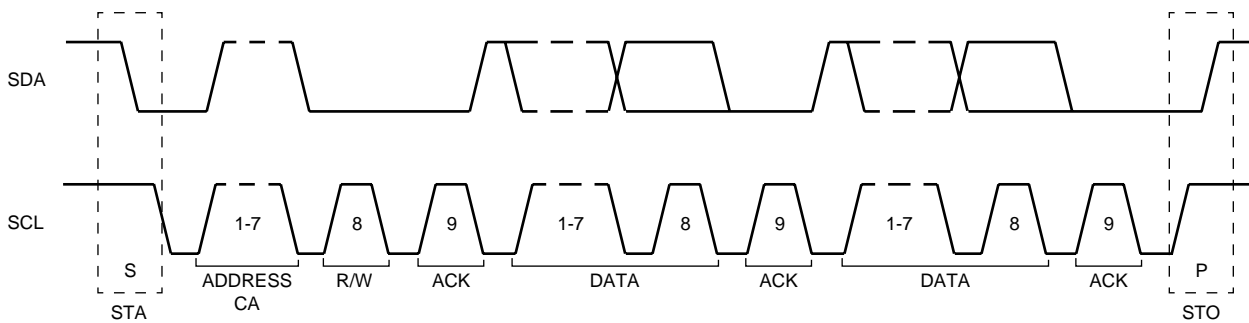 SDA
SCL
1-7 8 9 1-7 8 9 1-7 8 9
S P
ADDRESS R/W ACK DATA ACK DATA ACK
CA
STA STO